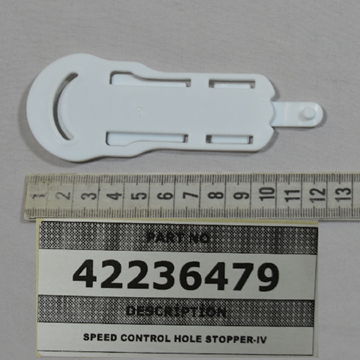 1 2 3 4 5 6 7 8 9 10 11 12 13
PART NO
42236479
DESCRIPTION
SPEED CONTROL HOLE STOPPER-IV